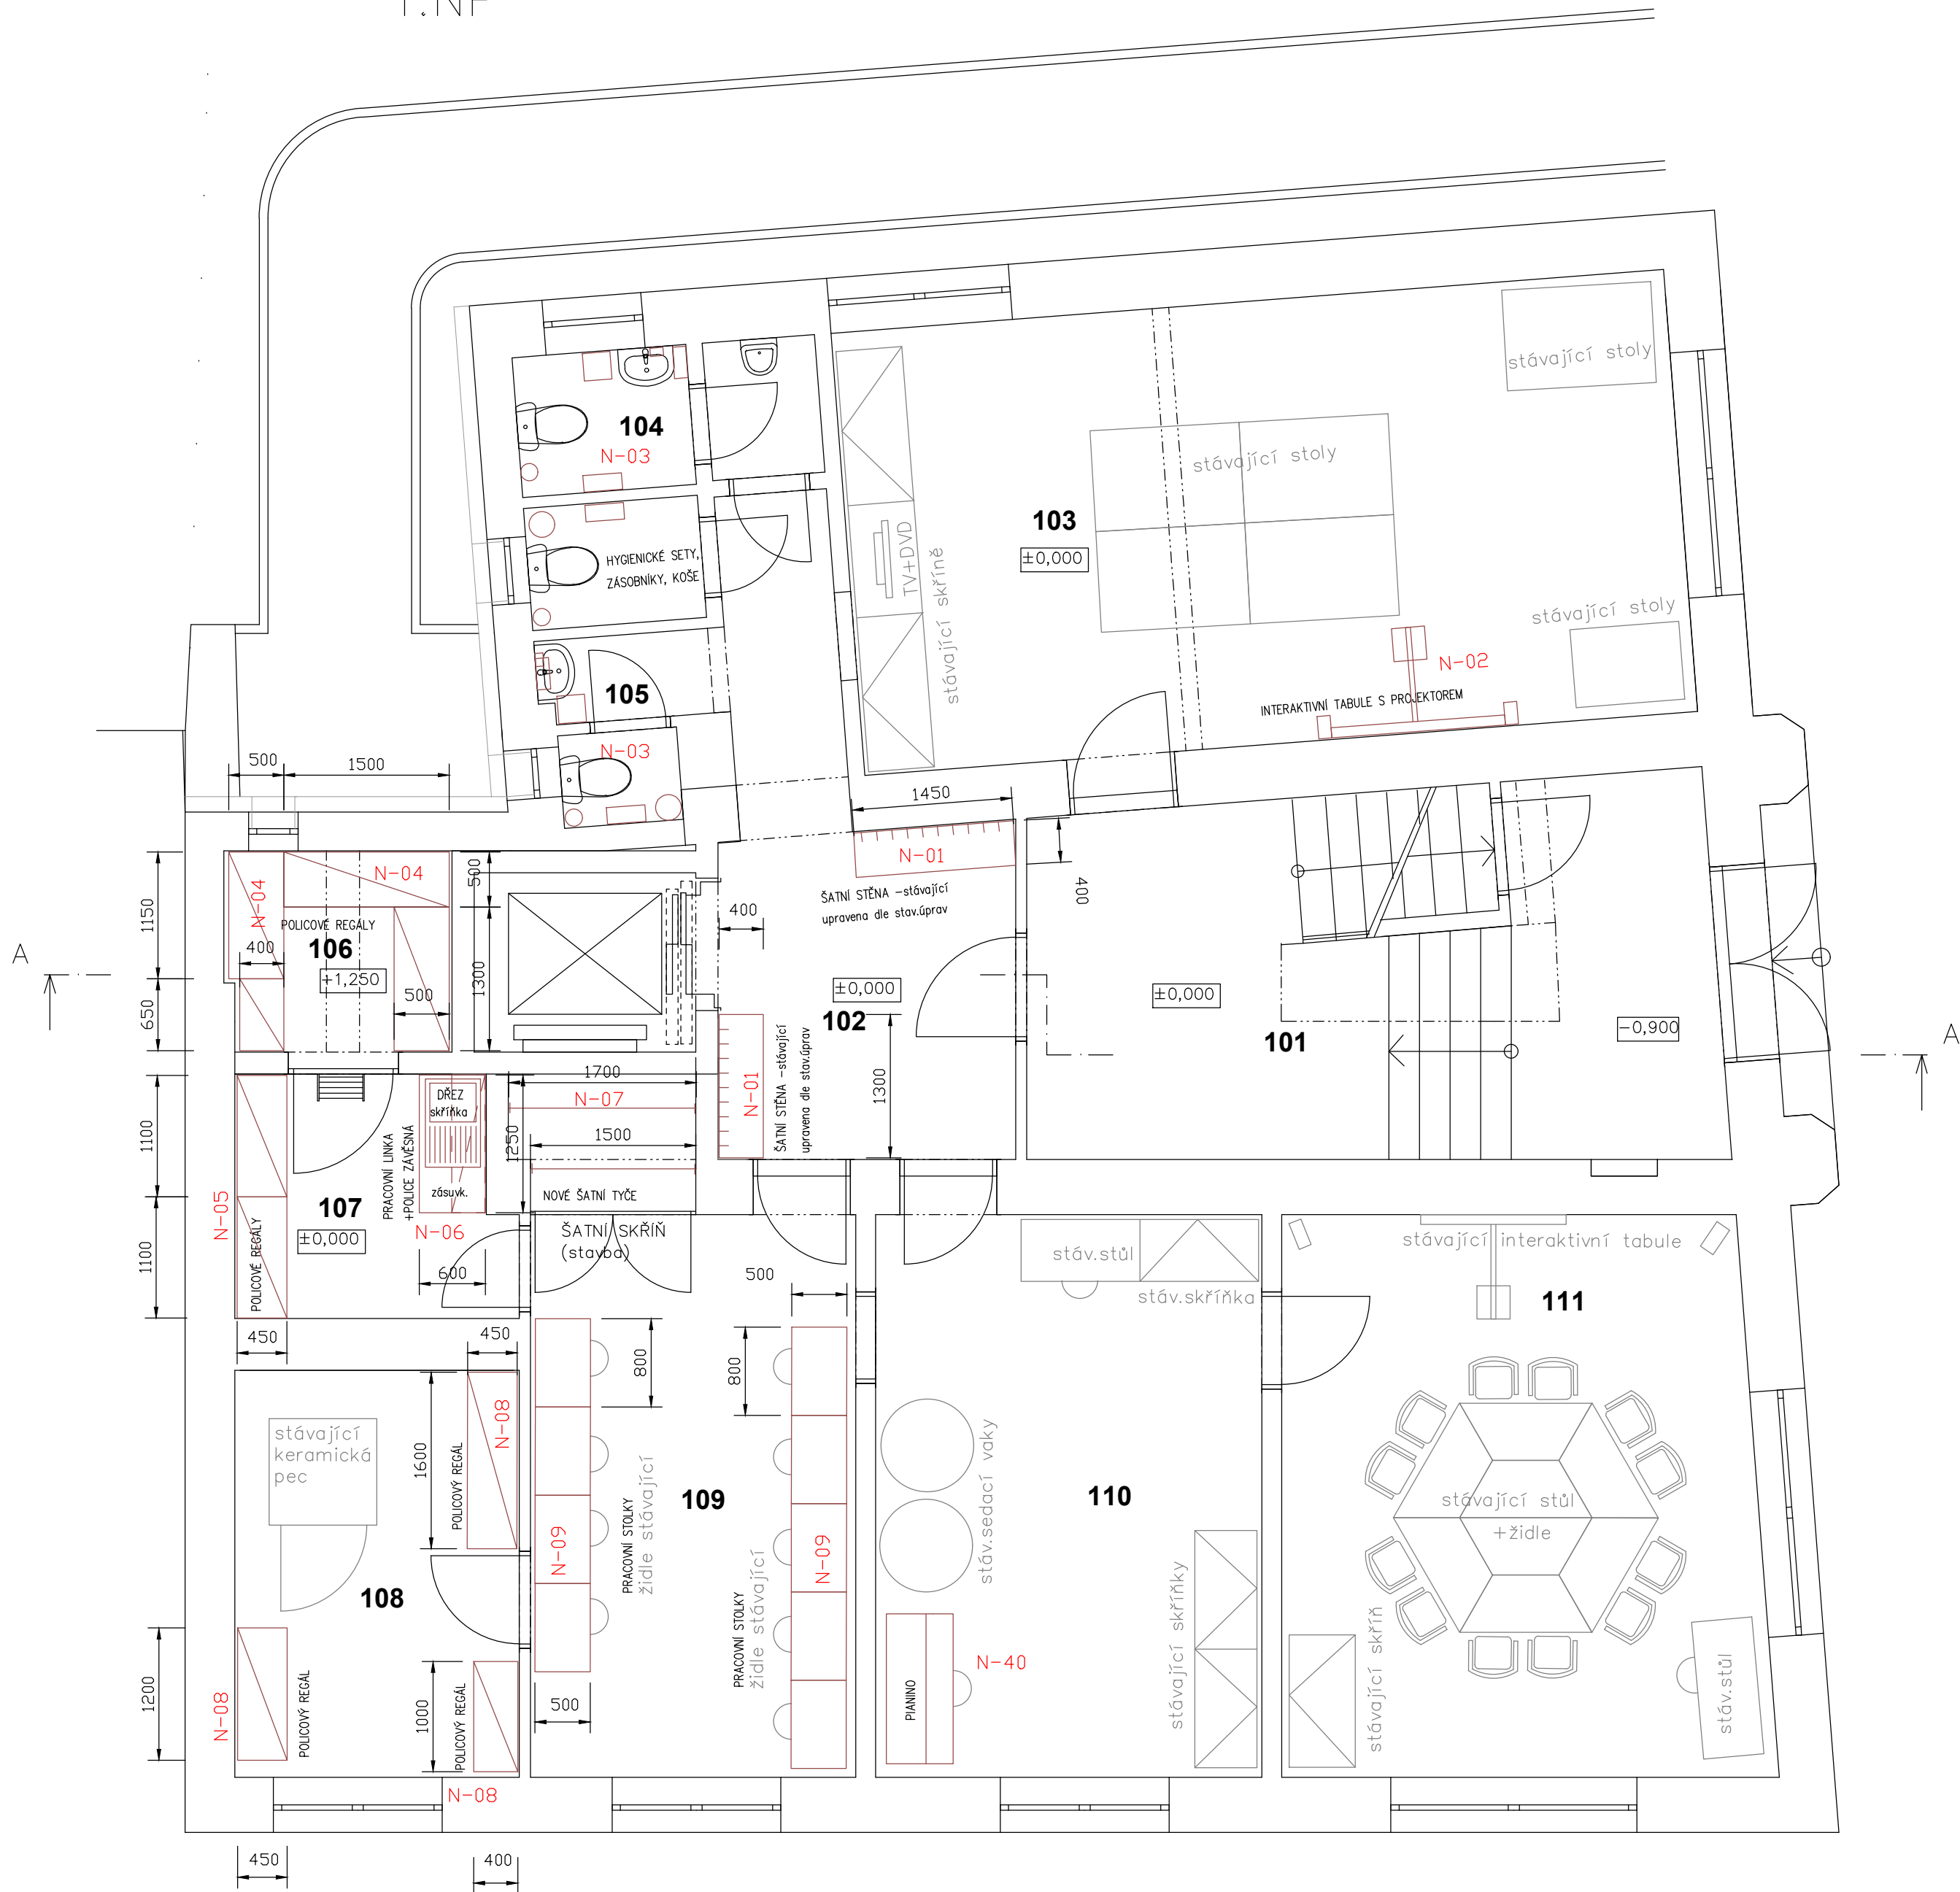 1.NP
stávající stoly
104
N-03
stávající stoly
103
±0,000
TV+DVD
stávající skříně
HYGIENICKÉ SETY,
ZÁSOBNÍKY, KOŠE
stávající stoly
N-02
INTERAKTIVNÍ TABULE S PROJEKTOREM
105
N-03
500
1500
1450
N-01
400
ŠATNÍ STĚNA -stávající
upravena dle stav.úprav
N-04
N-04
POLICOVÉ REGÁLY
106
400
+1,250
500
500
1300
1150
650
400
A
±0,000
102
±0,000
101
-0,900
A
ŠATNÍ STĚNA -stávající
upravena dle stav.úprav
N-01
1300
1700
N-07
1500
1250
NOVÉ ŠATNÍ TYČE
ŠATNÍ SKŘÍŇ
(stavba)
DŘEZ
skříňka
zásuvk.
PRACOVNÍ LINKA
+POLICE ZÁVĚSNÁ
N-06
600
1100
1100
N-05
POLICOVÉ REGÁLY
107
±0,000
450
450
500
800
800
stáv.stůl
stáv.skříňka
stávající interaktivní tabule
111
stávající
keramická
pec
1600
N-08
POLICOVÝ REGÁL
108
N-09
PRACOVNÍ STOLKY
židle stávající
109
PRACOVNÍ STOLKY
židle stávající
N-09
stáv.sedací vaky
110
stávající stůl
+židle
stávající skříňky
stávající skříň
stáv.stůl
N-40
PIANINO
1200
N-08
POLICOVÝ REGÁL
1000
POLICOVÝ REGÁL
N-08
500
450
400